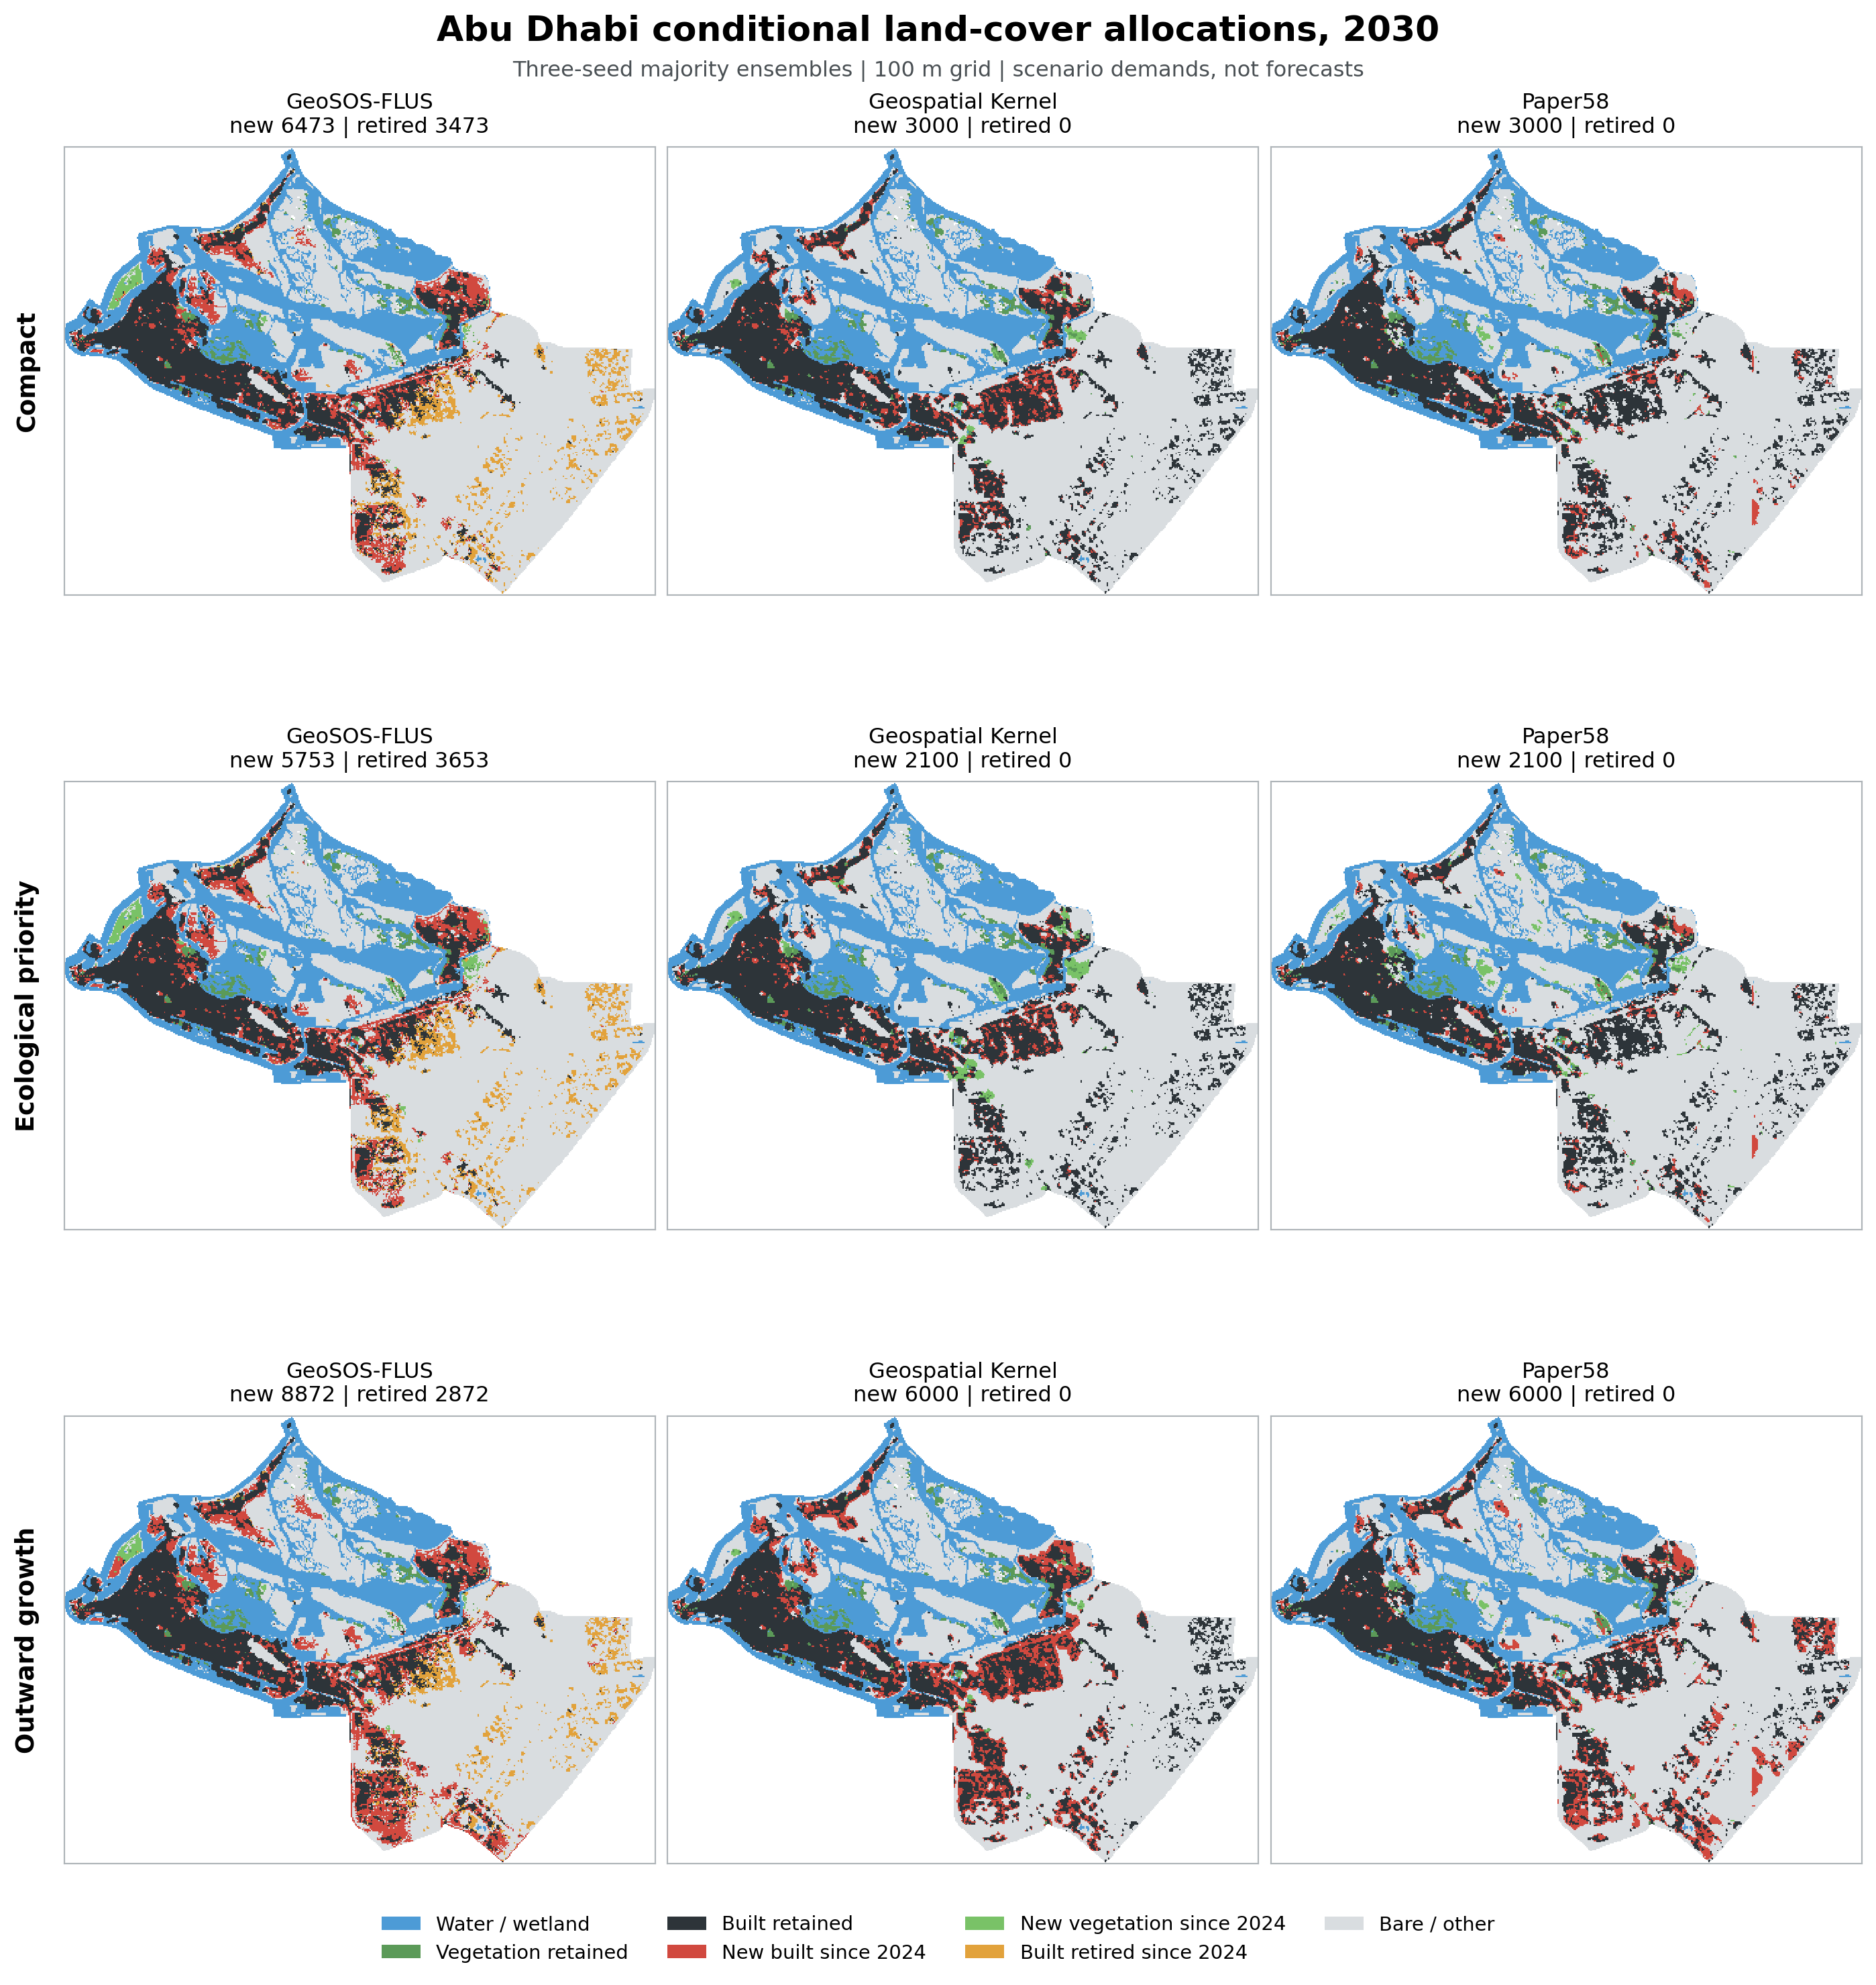 Abu Dhabi conditional land-cover allocations, 2030
Three-seed majority ensembles | 100 m grid | scenario demands, not forecasts
Compact
GeoSOS-FLUS
new 6473 | retired 3473
Geospatial Kernel
new 3000 | retired 0
Paper58
new 3000 | retired 0
Ecological priority
GeoSOS-FLUS
new 5753 | retired 3653
Geospatial Kernel
new 2100 | retired 0
Paper58
new 2100 | retired 0
Outward growth
GeoSOS-FLUS
new 8872 | retired 2872
Geospatial Kernel
new 6000 | retired 0
Paper58
new 6000 | retired 0
Water / wetland
Vegetation retained
Built retained
New built since 2024
New vegetation since 2024
Built retired since 2024
Bare / other